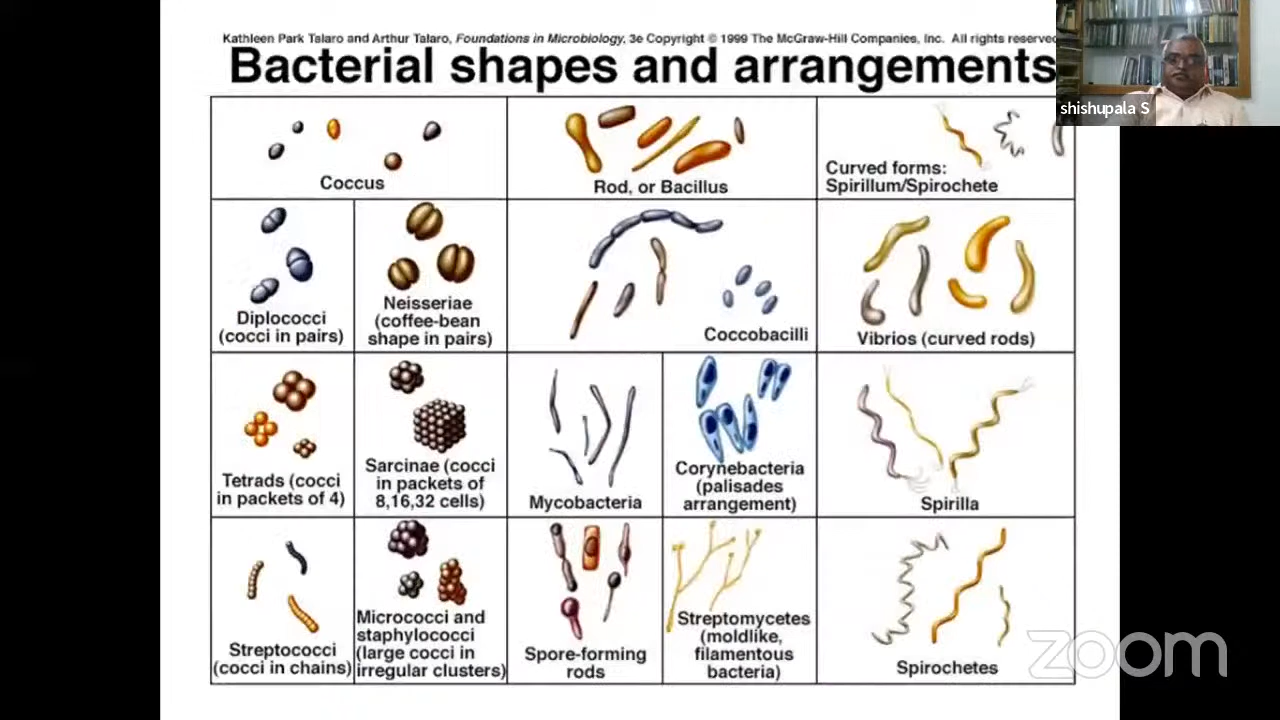 Kathleen Park Talaro and Arthur Talaro, Foundations in Microbiology, 3e Copyright © 1999 The McGraw-Hill Companies, Inc. All rights reserved
Bacterial shapes and arrangements
shishupala S
Coccus
Rod, or Bacillus
Curved forms:
Spirillum/Spirochete
Diplococci
(cocci in pairs)
Neisseriae
(coffee-bean
shape in pairs)
Coccobacilli
Vibrios (curved rods)
Tetrads (cocci
in packets of 4)
Sarcinae (cocci
in packets of
8,16,32 cells)
Mycobacteria
Corynebacteria
(palisades
arrangement)
Spirilla
Streptococci
(cocci in chains)
Micrococci and
staphylococci
(large cocci in
irregular clusters)
Spore-forming
rods
Streptomycetes
(moldlike,
filamentous
bacteria)
Spirochetes
zoom